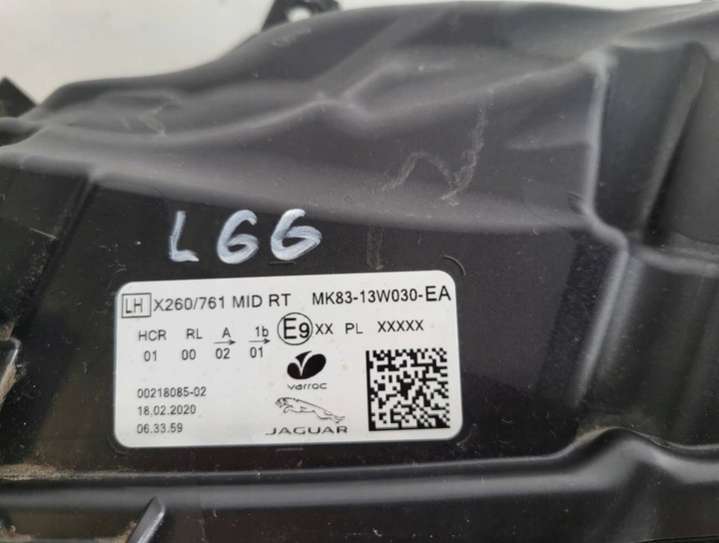 L66
LH X260/761 MID RT MK83-13W030-EA
HCR RL A 1b E9 XX PL XXXXX
01 00 02 01
varroc
00218085-02
18.02.2020
06.33.59
JAGUAR